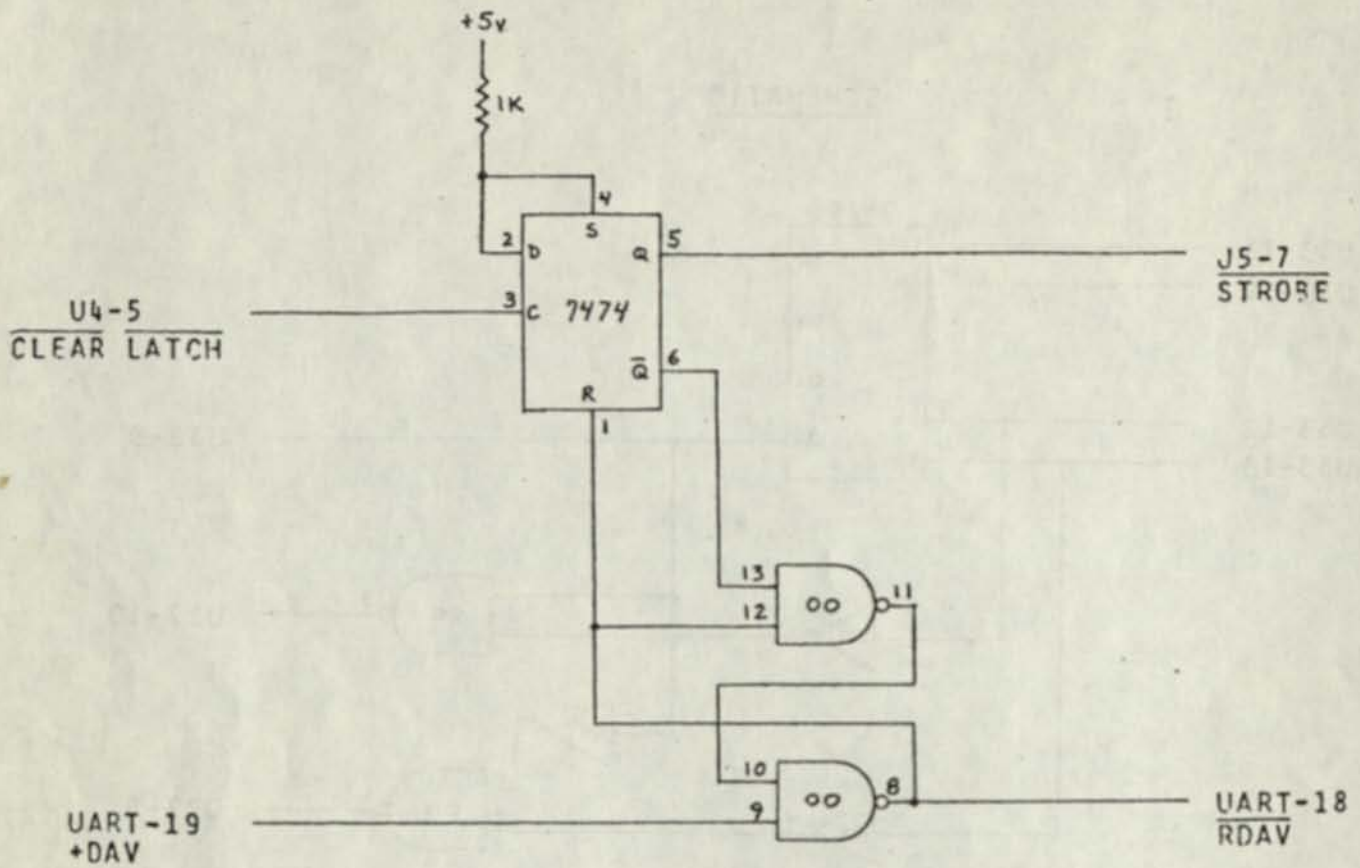 +5v
1K
4
2
D
S
Q
5
J5-7
STROBE
U4-5
CLEAR LATCH
3
C
7474
6
Q̅
R
1
13
12
00
11
10
9
00
8
UART-19
+DAV
UART-18
RDAV